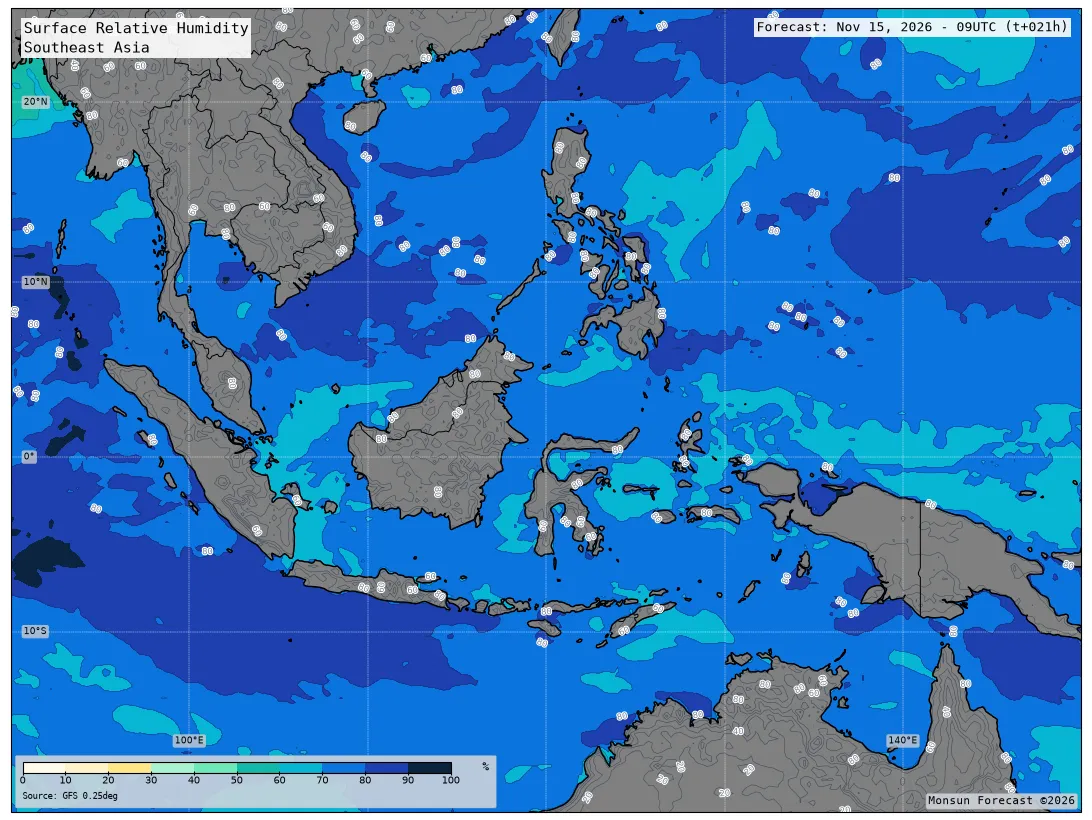 Surface Relative Humidity
Southeast Asia
Forecast: Nov 15, 2026 - 09UTC (t+021h)
20°N
10°N
0°
10°S
100°E
140°E
0 10 20 30 40 50 60 70 80 90 100 %
Source: GFS 0.25deg
Monsun Forecast ©2026